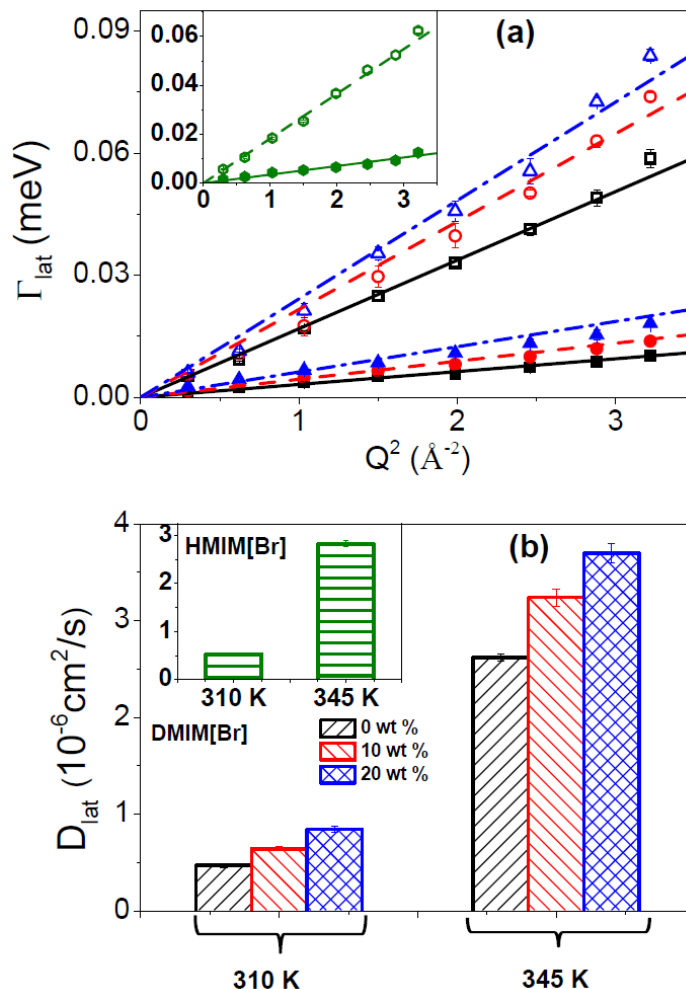 (a)
0.09
0.06
0.03
0.00
Γlat (meV)
0.06
0.04
0.02
0.00
0 1 2 3
0 1 2 3
Q² (Å⁻²)
(b)
4
3
2
1
0
Dlat (10⁻⁶cm²/s)
HMIM[Br]
3
2
1
0
310 K 345 K
DMIM[Br]
0 wt %
10 wt %
20 wt %
310 K 345 K